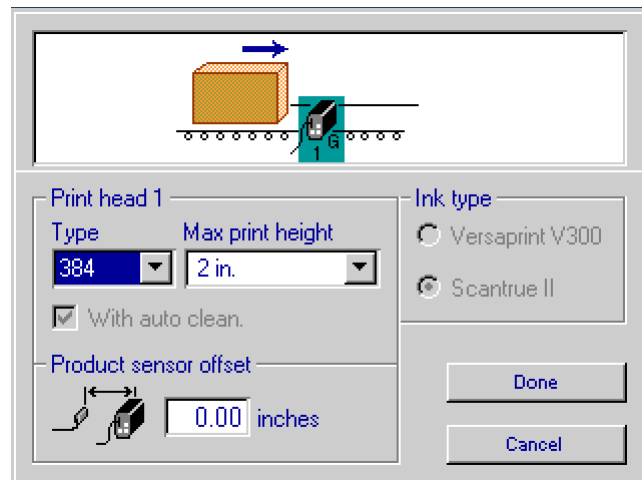 1 G
Print head 1
Type Max print height
384 2 in.
With auto clean.
Product sensor offset
0.00 inches
Ink type
Versaprint V300
Scantrue II
Done
Cancel